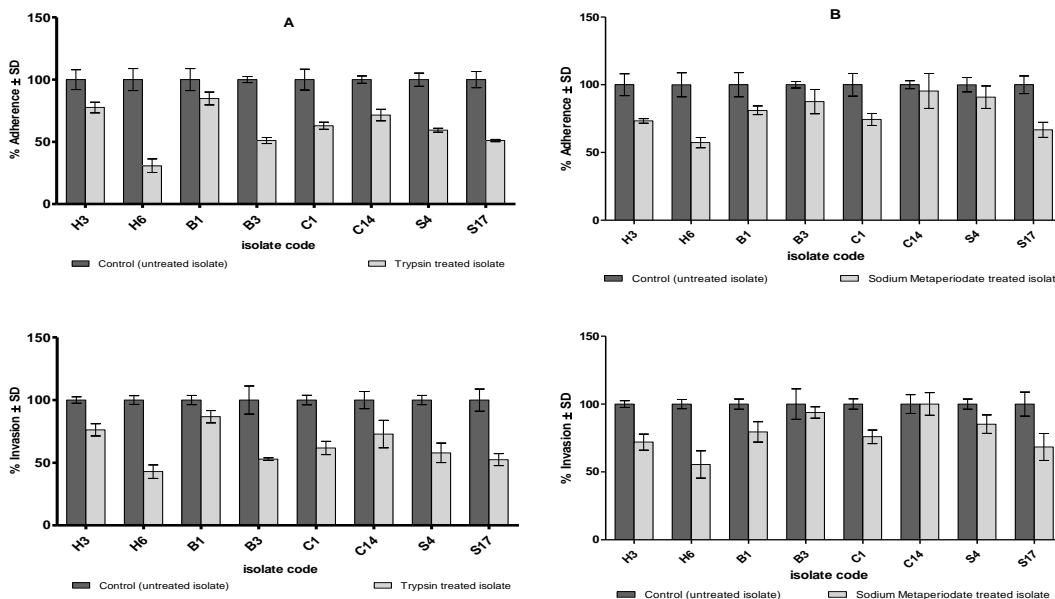 A
% Adherence ± SD
150
100
50
0
H3 H6 B1 B3 C1 C14 S4 S17
isolate code
Control (untreated isolate) Trypsin treated isolate
B
% Adherence ± SD
150
100
50
0
H3 H6 B1 B3 C1 C14 S4 S17
isolate code
Control (untreated isolate) Sodium Metaperiodate treated isolat
% Invasion ± SD
150
100
50
0
H3 H6 B1 B3 C1 C14 S4 S17
Control (untreated isolate) Trypsin treated isolate
% Invasion ± SD
150
100
50
0
H3 H6 B1 B3 C1 C14 S4 S17
isolate code
Control (untreated isolate) Sodium Metaperiodate treated isolate